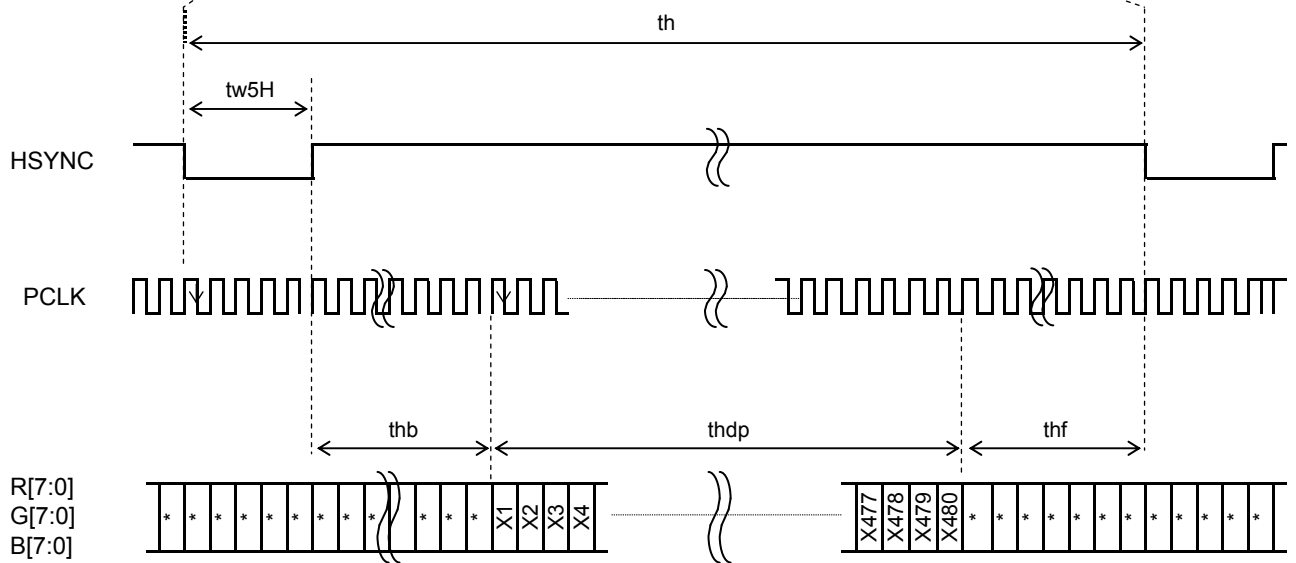 th
tw5H
HSYNC
PCLK
thb thdp thf
R[7:0]
G[7:0]
B[7:0]
* * * * * * * * * * * * X1 X2 X3 X4 X477 X478 X479 X480 * * * * * * * * * * * *